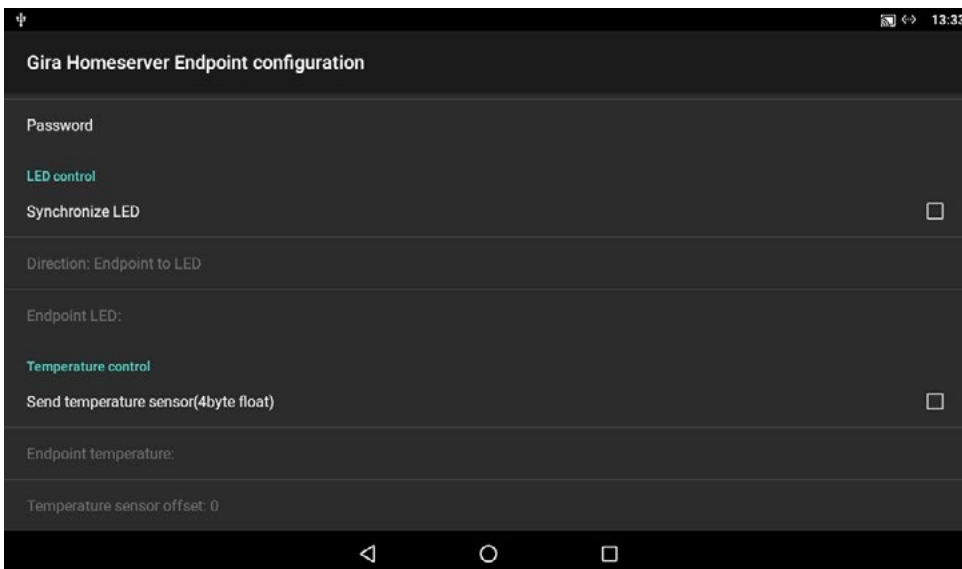 13:33
Gira Homeserver Endpoint configuration
Password
LED control
Synchronize LED
Direction: Endpoint to LED
Endpoint LED:
Temperature control
Send temperature sensor(4byte float)
Endpoint temperature:
Temperature sensor offset: 0